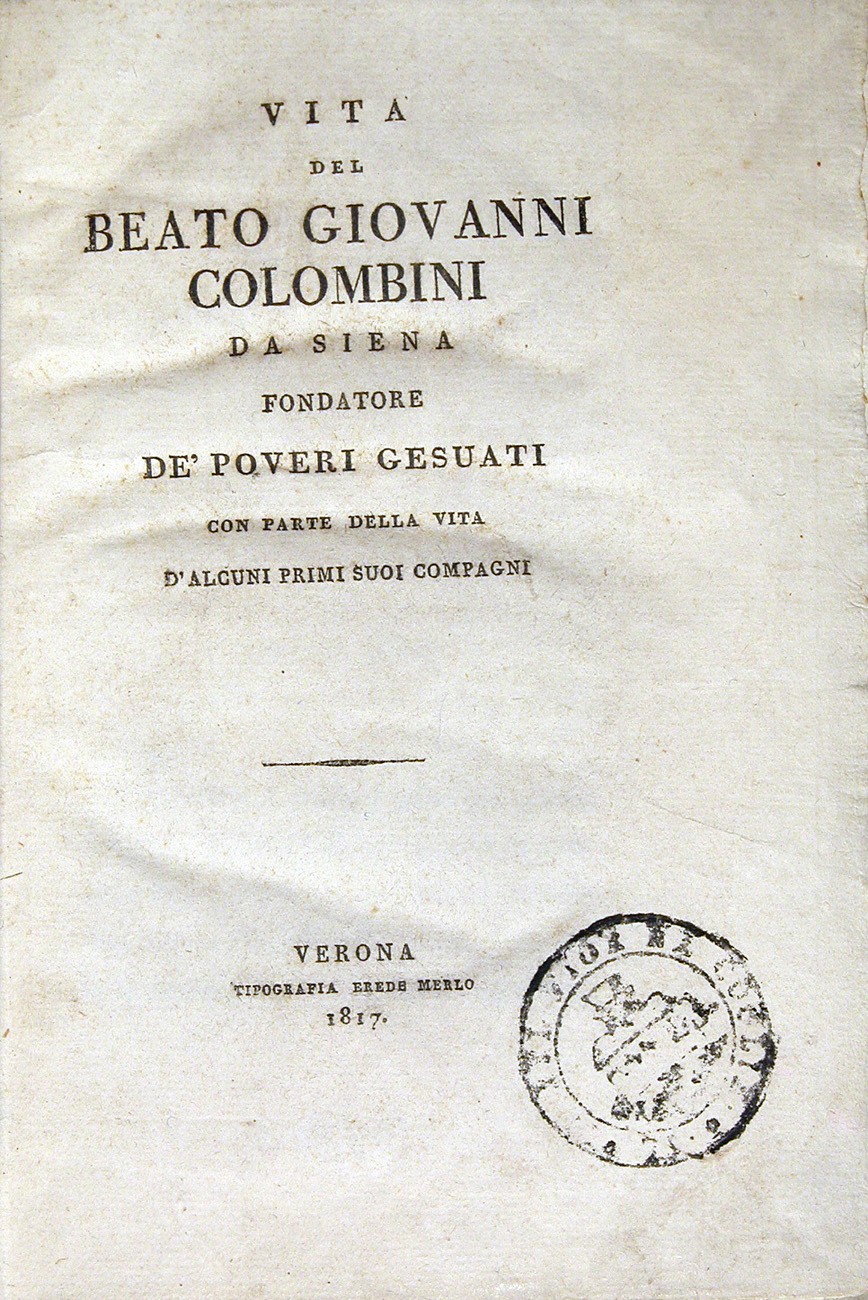 VITA
DEL
BEATO GIOVANNI
COLOMBINI
DA SIENA
FONDATORE
DE' POVERI GESUATI
CON PARTE DELLA VITA
D'ALCUNI PRIMI SUOI COMPAGNI
VERONA
TIPOGRAFIA EREDE MERLO
1817.